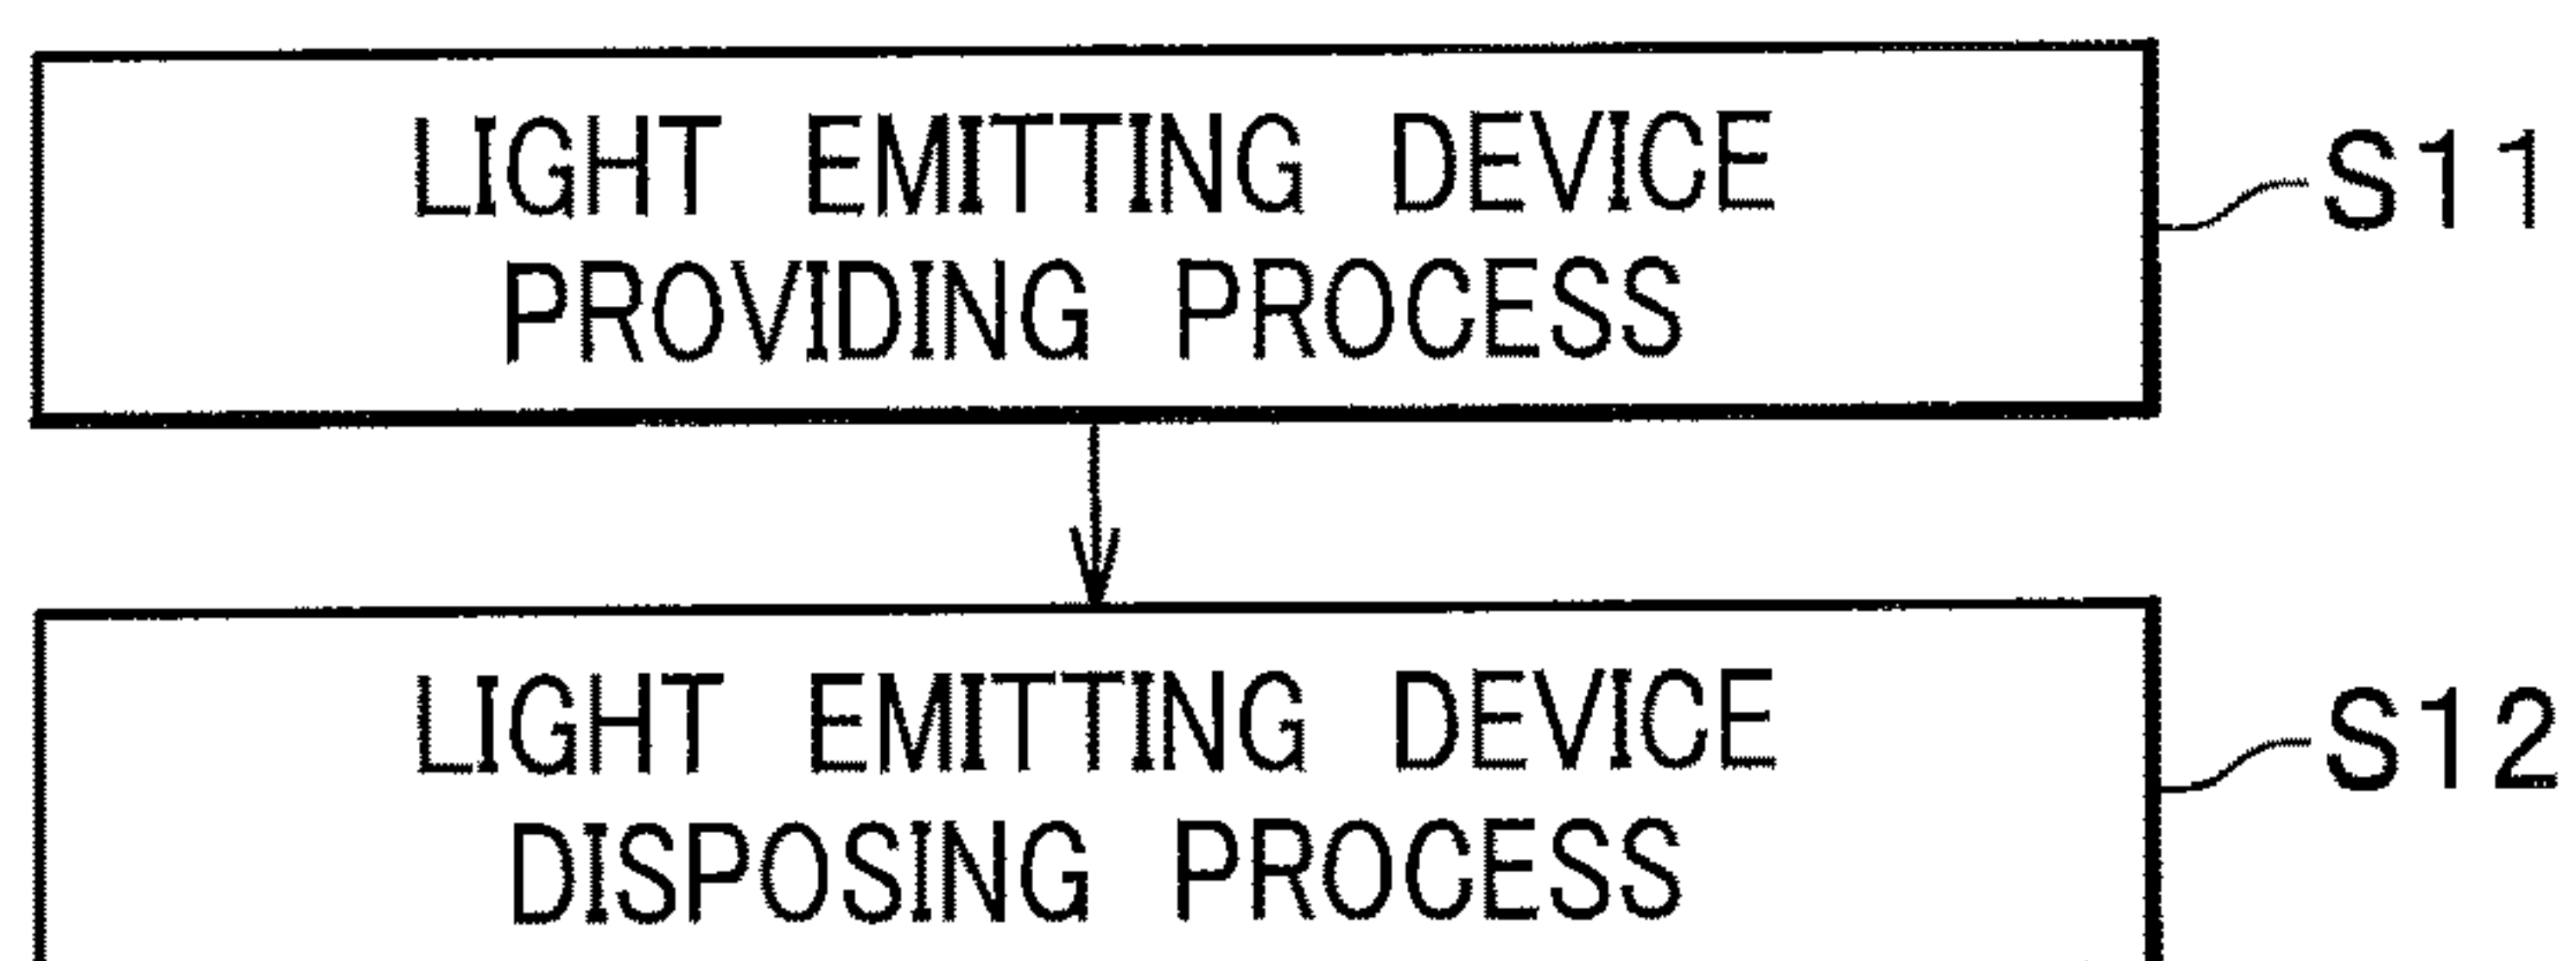 LIGHT EMITTING DEVICE
PROVIDING PROCESS
S11
LIGHT EMITTING DEVICE
DISPOSING PROCESS
S12